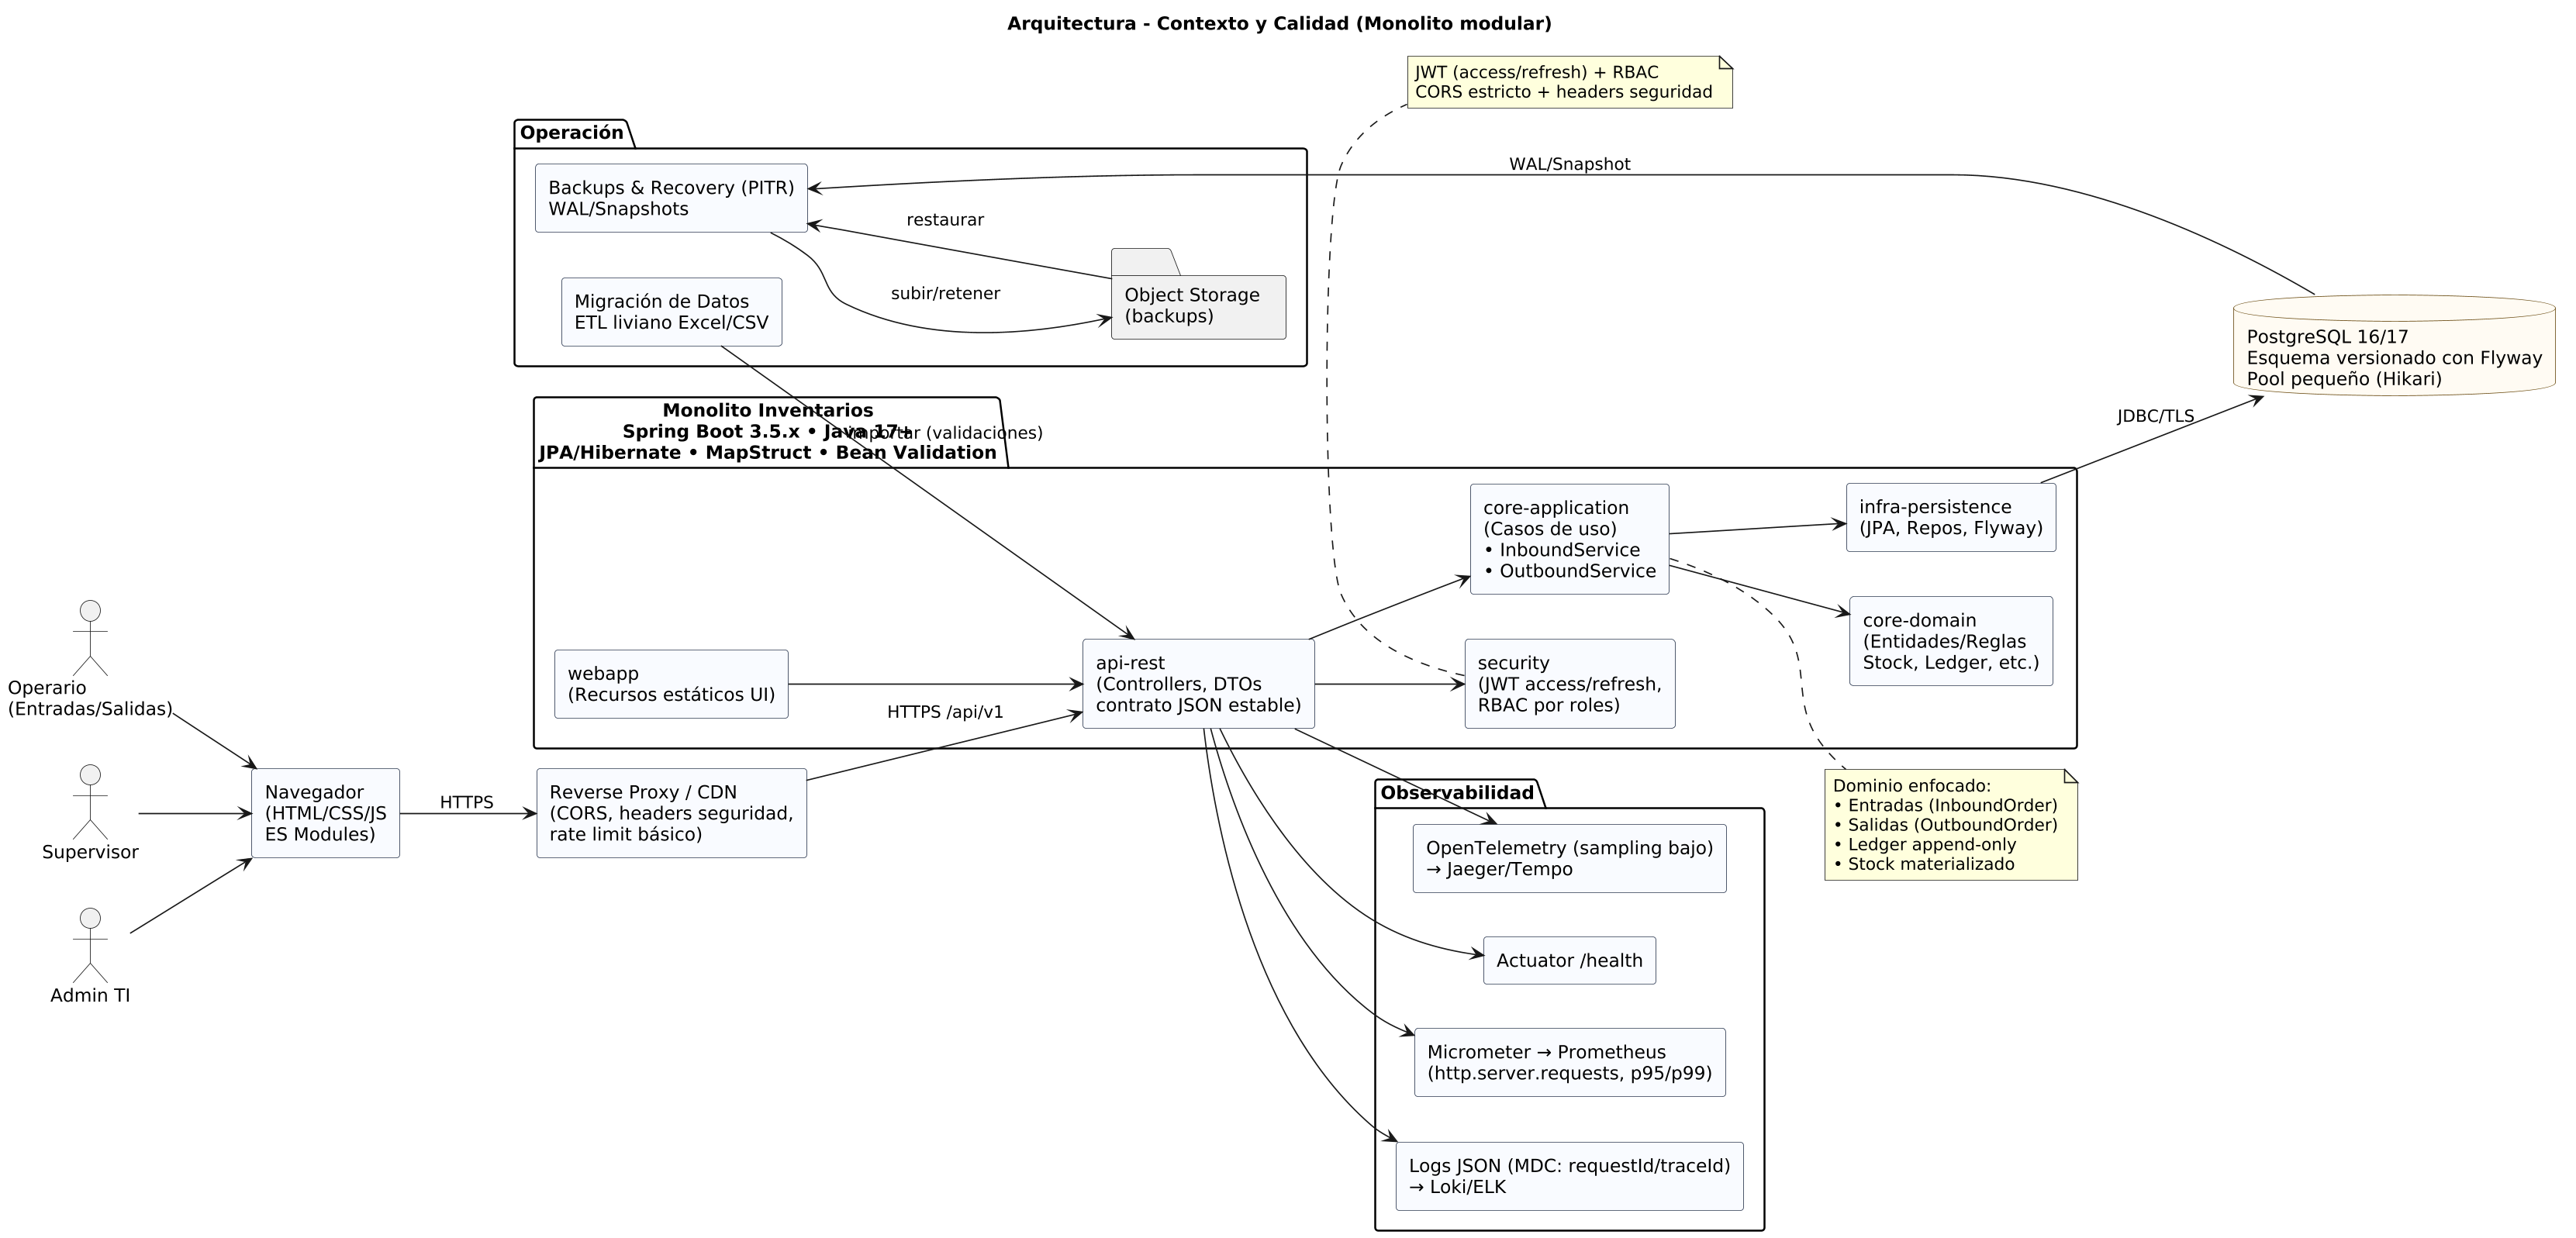 Arquitectura - Contexto y Calidad (Monolito modular)
JWT (access/refresh) + RBAC
CORS estricto + headers seguridad
Operación
Backups & Recovery (PITR)
WAL/Snapshots
WAL/Snapshot
restaurar
subir/retener
Object Storage
(backups)
Migración de Datos
ETL liviano Excel/CSV
PostgreSQL 16/17
Esquema versionado con Flyway
Pool pequeño (Hikari)
JDBC/TLS
Monolito Inventarios
Spring Boot 3.5.x • Java 17+
JPA/Hibernate • MapStruct • Bean Validation
importar (validaciones)
core-application
(Casos de uso)
• InboundService
• OutboundService
infra-persistence
(JPA, Repos, Flyway)
core-domain
(Entidades/Reglas
Stock, Ledger, etc.)
webapp
(Recursos estáticos UI)
api-rest
(Controllers, DTOs
contrato JSON estable)
security
(JWT access/refresh,
RBAC por roles)
HTTPS /api/v1
Operario
(Entradas/Salidas)
Supervisor
Admin TI
Navegador
(HTML/CSS/JS
ES Modules)
HTTPS
Reverse Proxy / CDN
(CORS, headers seguridad,
rate limit básico)
Dominio enfocado:
• Entradas (InboundOrder)
• Salidas (OutboundOrder)
• Ledger append-only
• Stock materializado
Observabilidad
OpenTelemetry (sampling bajo)
→ Jaeger/Tempo
Actuator /health
Micrometer → Prometheus
(http.server.requests, p95/p99)
Logs JSON (MDC: requestId/traceId)
→ Loki/ELK